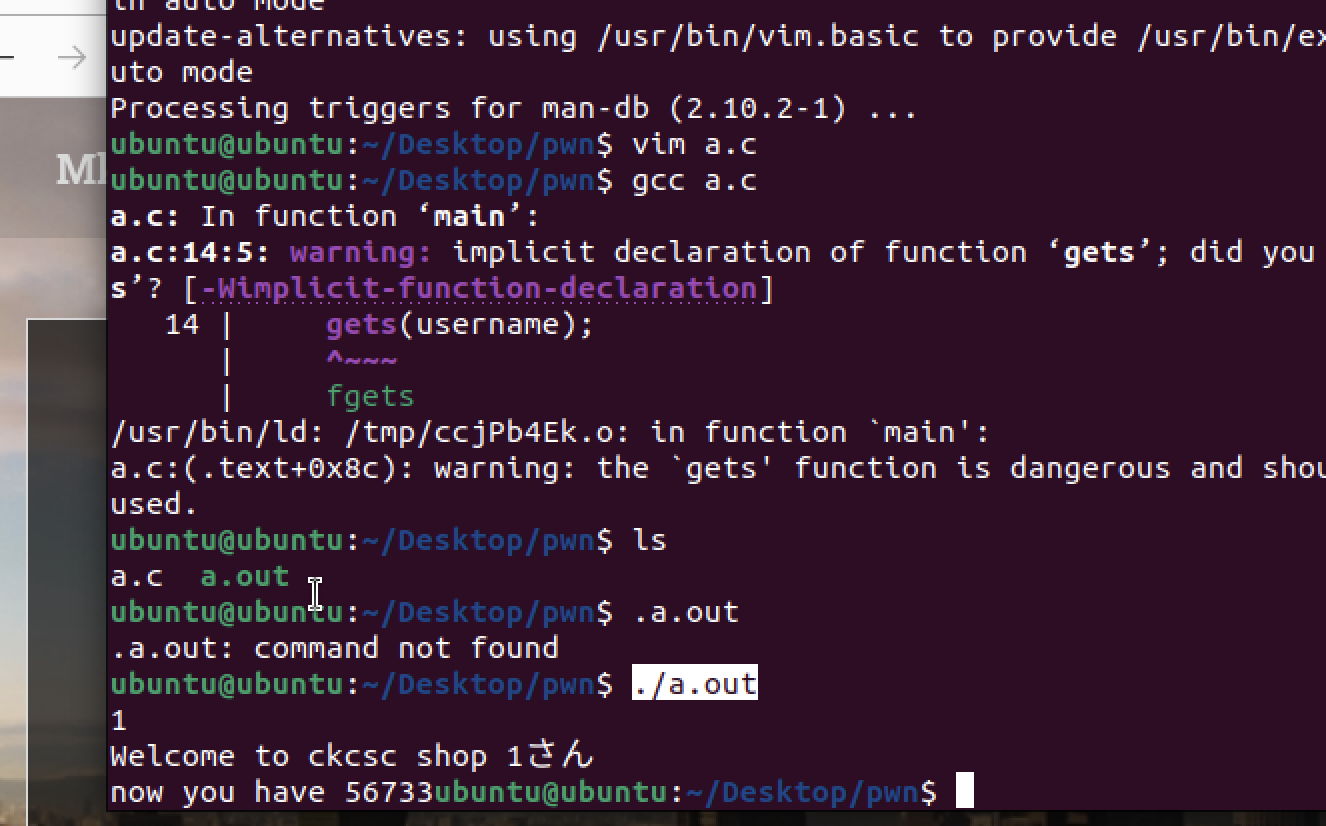 in auto mode
update-alternatives: using /usr/bin/vim.basic to provide /usr/bin/ex
uto mode
Processing triggers for man-db (2.10.2-1) ...
ubuntu@ubuntu:~/Desktop/pwn$ vim a.c
ubuntu@ubuntu:~/Desktop/pwn$ gcc a.c
a.c: In function ‘main’:
a.c:14:5: warning: implicit declaration of function ‘gets’; did you
s’? [-Wimplicit-function-declaration]
14 | gets(username);
| ^~~~
| fgets
/usr/bin/ld: /tmp/ccjPb4Ek.o: in function `main':
a.c:(.text+0x8c): warning: the `gets' function is dangerous and shou
used.
ubuntu@ubuntu:~/Desktop/pwn$ ls
a.c a.out
ubuntu@ubuntu:~/Desktop/pwn$ .a.out
.a.out: command not found
ubuntu@ubuntu:~/Desktop/pwn$ ./a.out
1
Welcome to ckcsc shop 1さん
now you have 56733ubuntu@ubuntu:~/Desktop/pwn$